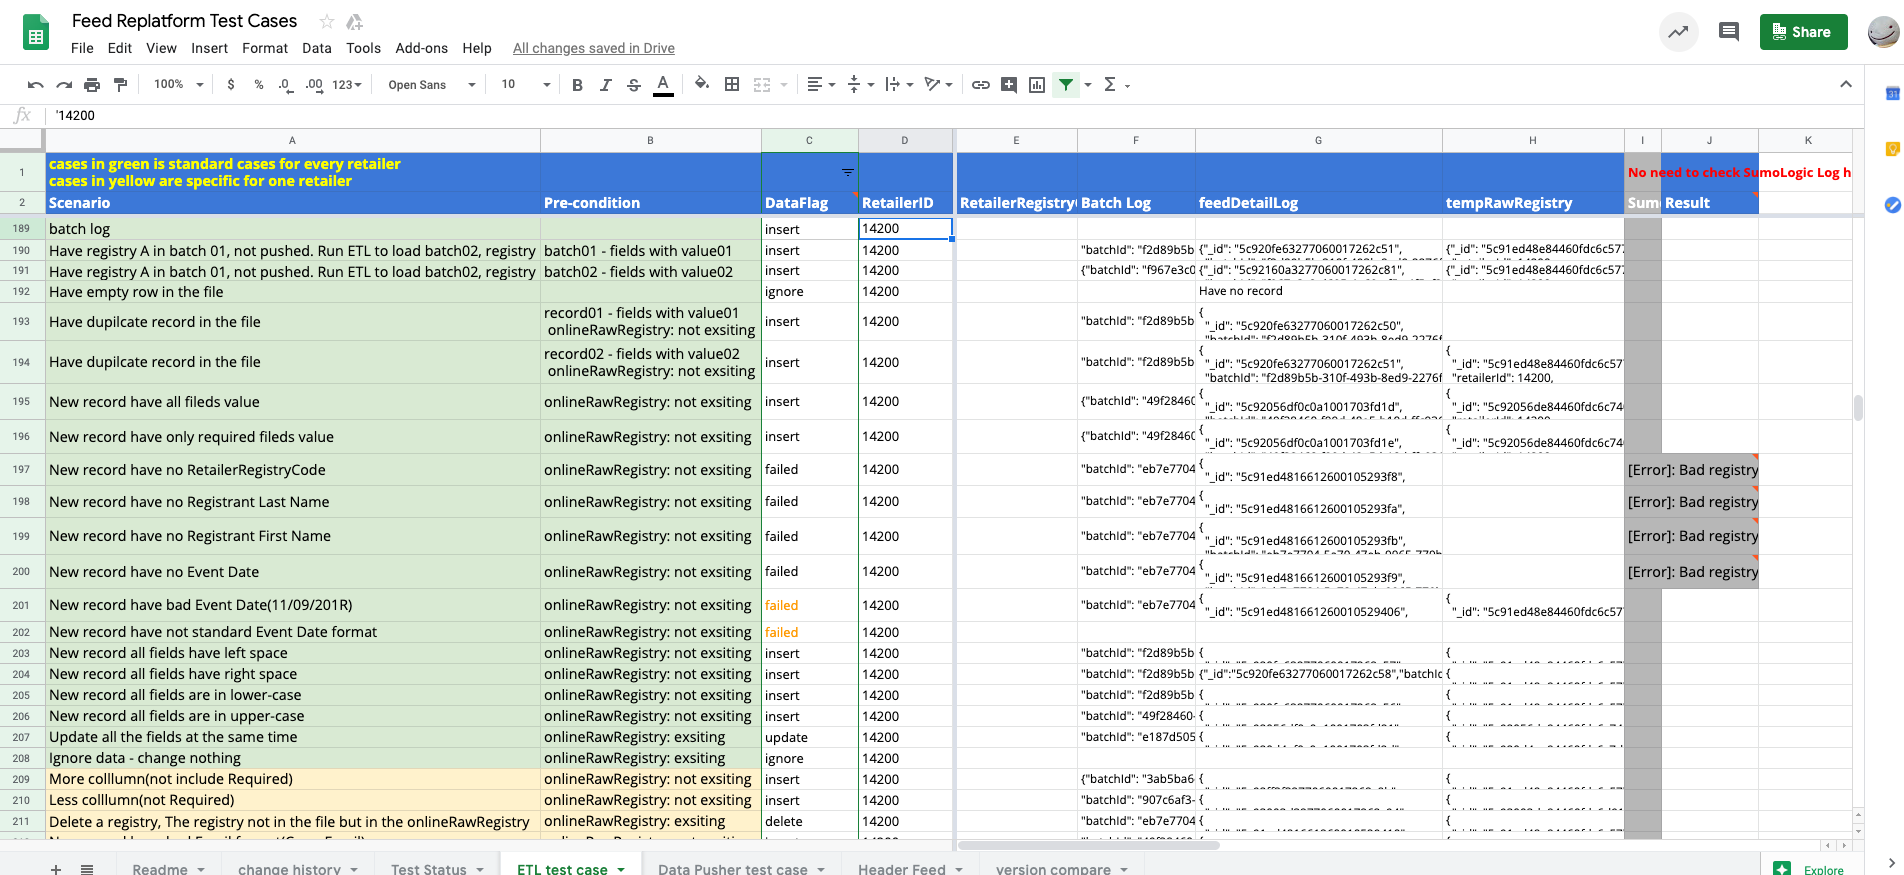 Feed Replatform Test Cases
File Edit View Insert Format Data Tools Add-ons Help All changes saved in Drive
Share
100% $ % .0 .00 123 Open Sans 10 B I S A Σ
31
fx '14200
A B C D E F G H I J K
1 cases in green is standard cases for every retailer
cases in yellow are specific for one retailer
No need to check SumoLogic Log h
2 Scenario Pre-condition DataFlag RetailerID RetailerRegistry Batch Log feedDetailLog tempRawRegistry Sum Result
189 batch log insert 14200
190 Have registry A in batch 01, not pushed. Run ETL to load batch02, registry batch01 - fields with value01 insert 14200 "batchId": "f2d89b5b {"_id": "5c920fe63277060017262c51", {"_id": "5c91ed48e84460fdc6c577
191 Have registry A in batch 01, not pushed. Run ETL to load batch02, registry batch02 - fields with value02 insert 14200 {"batchId": "f967e3c0 {"_id": "5c92160a3277060017262c81", {"_id": "5c91ed48e84460fdc6c577
192 Have empty row in the file ignore 14200 Have no record
193 Have dupilcate record in the file record01 - fields with value01
onlineRawRegistry: not exsiting insert 14200 "batchId": "f2d89b5b {
"_id": "5c920fe63277060017262c50",
194 Have dupilcate record in the file record02 - fields with value02
onlineRawRegistry: not exsiting insert 14200 "batchId": "f2d89b5b {
"_id": "5c920fe63277060017262c51",
"batchId": "f2d89b5b-310f-493b-8ed9-2276f
{
"_id": "5c91ed48e84460fdc6c57
"retailerId": 14200,
195 New record have all fileds value onlineRawRegistry: not exsiting insert 14200 {"batchId": "49f28460 {
"_id": "5c92056df0c0a1001703fd1d",
{
"_id": "5c92056de84460fdc6c74
196 New record have only required fileds value onlineRawRegistry: not exsiting insert 14200 {"batchId": "49f28460 {
"_id": "5c92056df0c0a1001703fd1e",
{
"_id": "5c92056de84460fdc6c74
197 New record have no RetailerRegistryCode onlineRawRegistry: not exsiting failed 14200 "batchId": "eb7e7704 {
"_id": "5c91ed4816612600105293f8",
[Error]: Bad registry
198 New record have no Registrant Last Name onlineRawRegistry: not exsiting failed 14200 "batchId": "eb7e7704 {
"_id": "5c91ed4816612600105293fa",
[Error]: Bad registry
199 New record have no Registrant First Name onlineRawRegistry: not exsiting failed 14200 "batchId": "eb7e7704 {
"_id": "5c91ed4816612600105293fb",
[Error]: Bad registry
200 New record have no Event Date onlineRawRegistry: not exsiting failed 14200 "batchId": "eb7e7704 {
"_id": "5c91ed4816612600105293f9",
[Error]: Bad registry
201 New record have bad Event Date(11/09/201R) onlineRawRegistry: not exsiting failed 14200 "batchId": "eb7e7704 {
"_id": "5c91ed481661260010529406",
{
"_id": "5c91ed48e84460fdc6c57
202 New record have not standard Event Date format onlineRawRegistry: not exsiting failed 14200
203 New record all fields have left space onlineRawRegistry: not exsiting insert 14200 "batchId": "f2d89b5b { {
204 New record all fields have right space onlineRawRegistry: not exsiting insert 14200 "batchId": "f2d89b5b {"_id":"5c920fe63277060017262c58","batchId {
205 New record all fields are in lower-case onlineRawRegistry: not exsiting insert 14200 "batchId": "f2d89b5b { {
206 New record all fields are in upper-case onlineRawRegistry: not exsiting insert 14200 "batchId": "49f28460- { {
207 Update all the fields at the same time onlineRawRegistry: exsiting update 14200 "batchId": "e187d505 { {
208 Ignore data - change nothing onlineRawRegistry: exsiting ignore 14200
209 More colllumn(not include Required) onlineRawRegistry: not exsiting insert 14200 {"batchId": "3ab5ba6 { {
210 Less colllumn(not Required) onlineRawRegistry: not exsiting insert 14200 "batchId": "907c6af3- { {
211 Delete a registry, The registry not in the file but in the onlineRawRegistry onlineRawRegistry: exsiting delete 14200 "batchId": "eb7e7704 { {
+ Readme change history Test Status ETL test case Data Pusher test case Header Feed version compare Explore